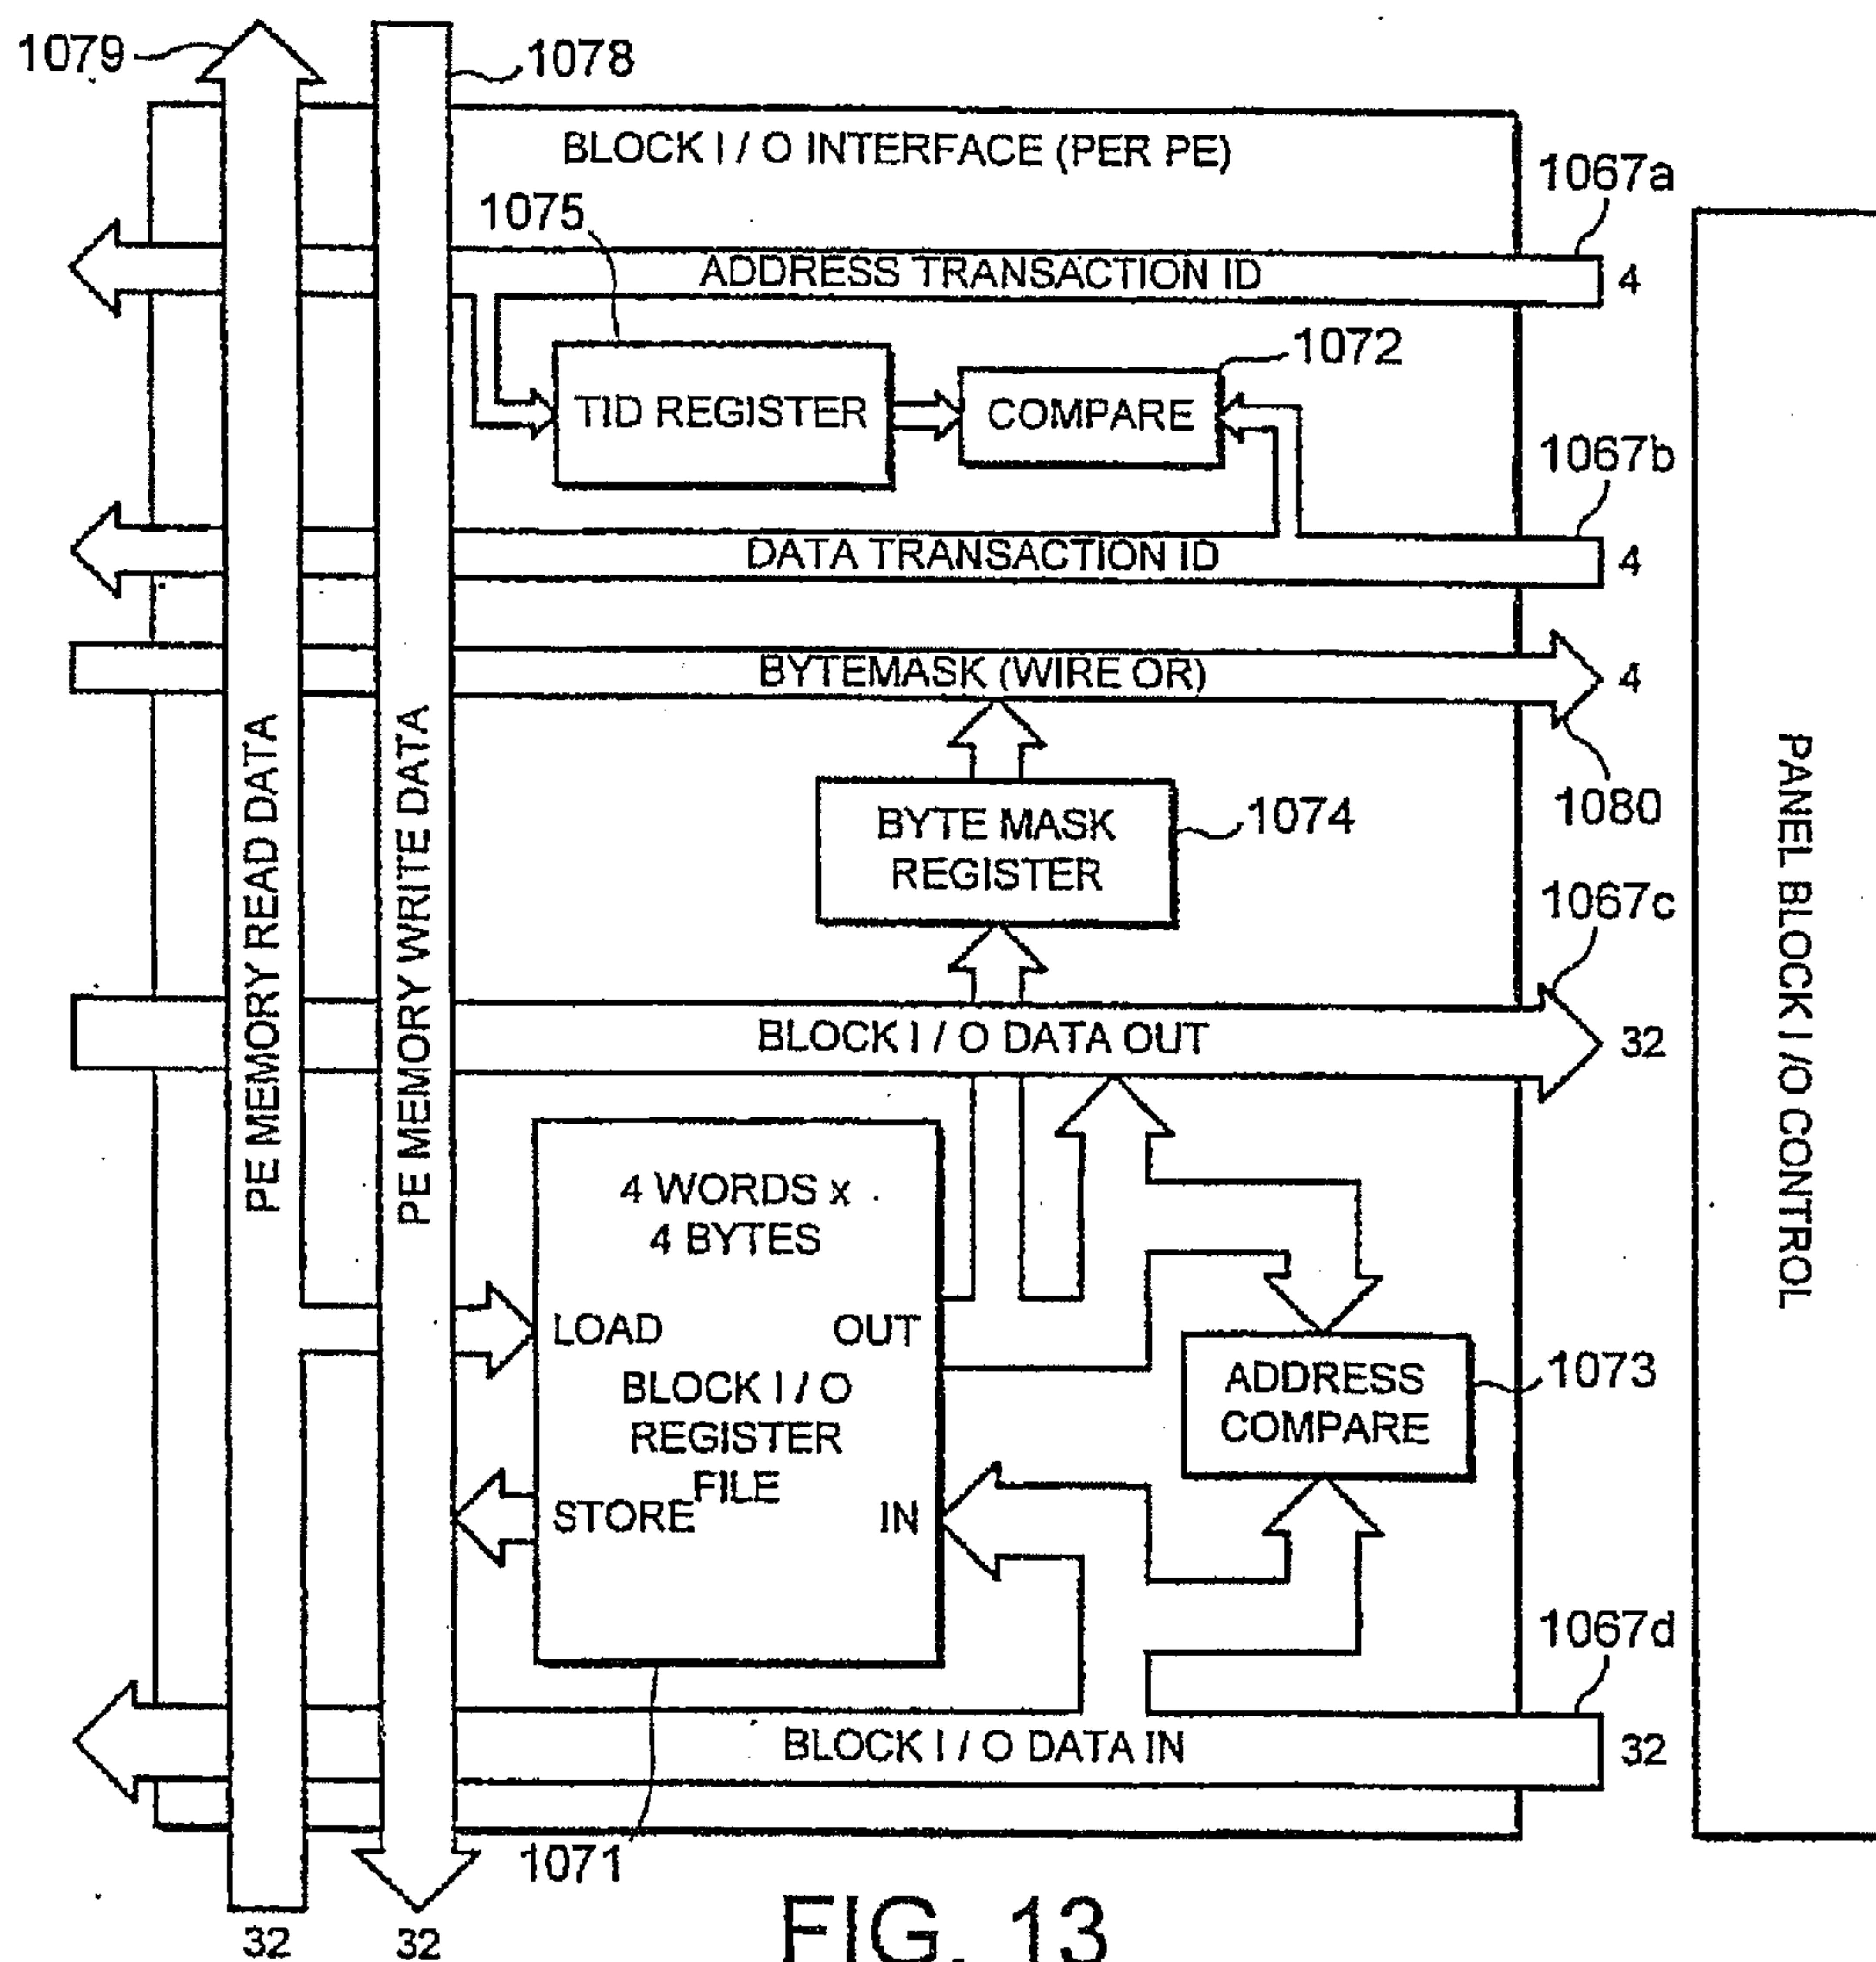 1079
1078
BLOCK I / O INTERFACE (PER PE)
1067a
1075
ADDRESS TRANSACTION ID
4
1072
TID REGISTER
COMPARE
1067b
DATA TRANSACTION ID
4
BYTEMASK (WIRE OR)
4
1080
BYTE MASK
REGISTER
1074
1067c
PE MEMORY READ DATA
PE MEMORY WRITE DATA
PANEL BLOCK I /O CONTROL
BLOCK I / O DATA OUT
32
4 WORDS x
4 BYTES
LOAD
OUT
BLOCK I / O
REGISTER
FILE
STORE
IN
ADDRESS
COMPARE
1073
1067d
BLOCK I / O DATA IN
32
1071
32
32
FIG. 13